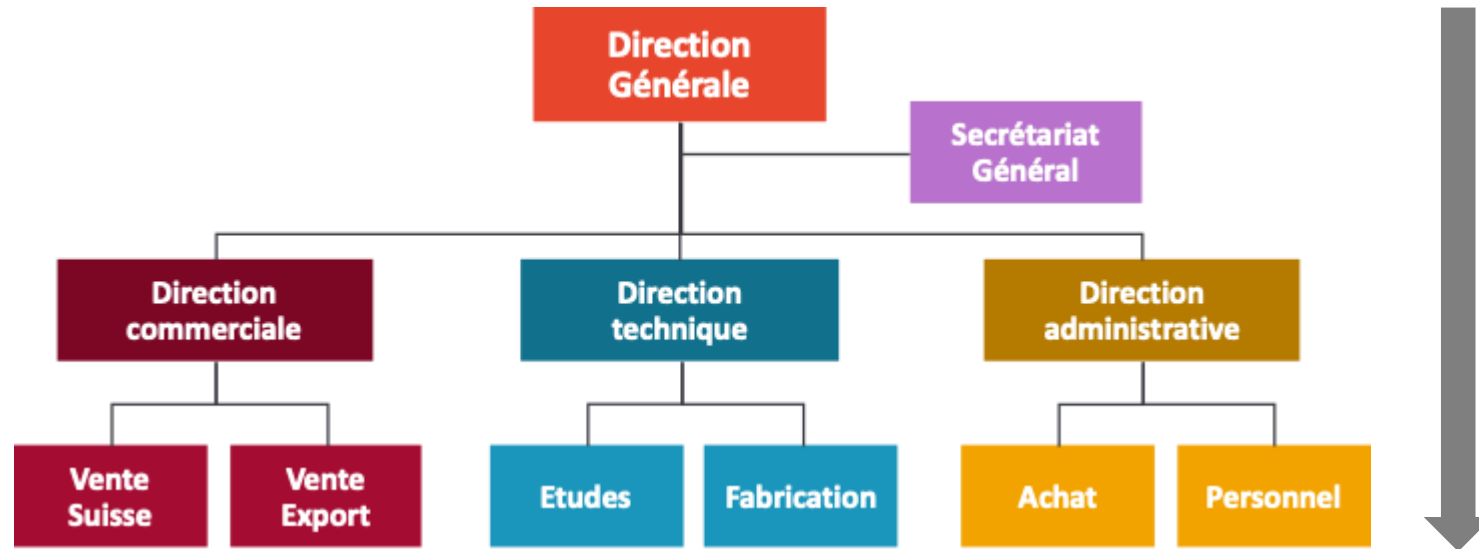 Direction
Générale
Secrétariat
Général
Direction
commerciale
Direction
technique
Direction
administrative
Vente
Suisse
Vente
Export
Etudes
Fabrication
Achat
Personnel